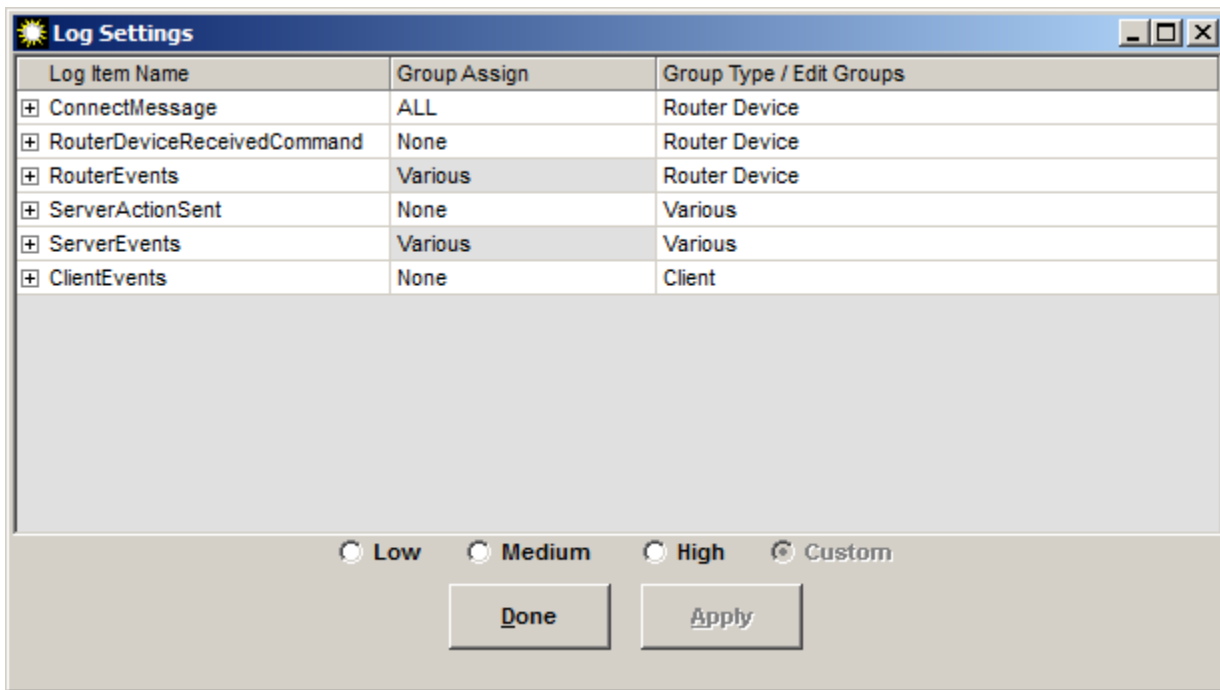 Log Settings
Log Item Name Group Assign Group Type / Edit Groups
ConnectMessage ALL Router Device
RouterDeviceReceivedCommand None Router Device
RouterEvents Various Router Device
ServerActionSent None Various
ServerEvents Various Various
ClientEvents None Client
Low Medium High Custom
Done Apply